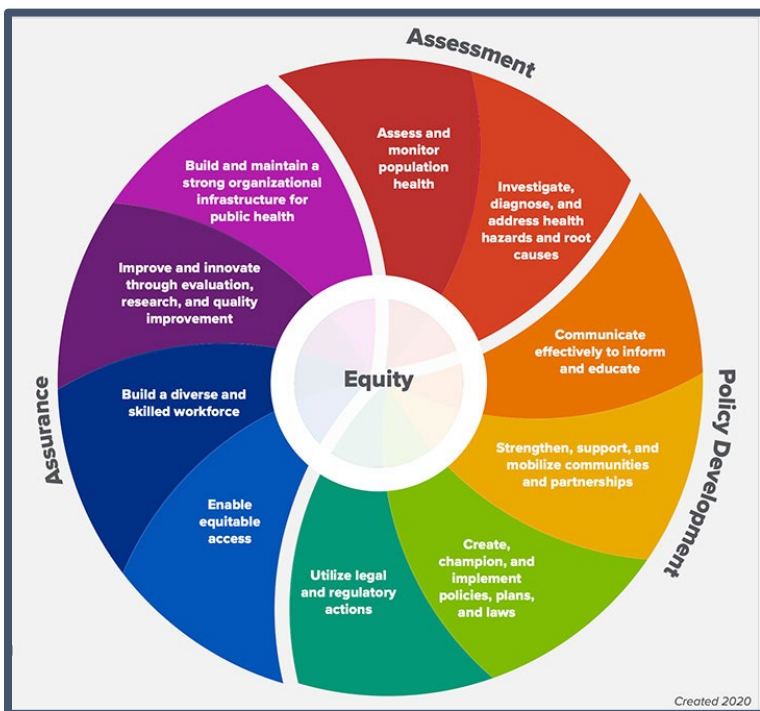 Assessment
Assess and
monitor
population
health
Investigate,
diagnose, and
address health
hazards and root
causes
Policy Development
Communicate
effectively to inform
and educate
Strengthen, support, and
mobilize communities
and partnerships
Create,
champion, and
implement
policies, plans,
and laws
Utilize legal
and regulatory
actions
Assurance
Enable
equitable
access
Build a diverse and
skilled workforce
Improve and innovate
through evaluation,
research, and quality
improvement
Build and maintain a
strong organizational
infrastructure for
public health
Equity
Created 2020